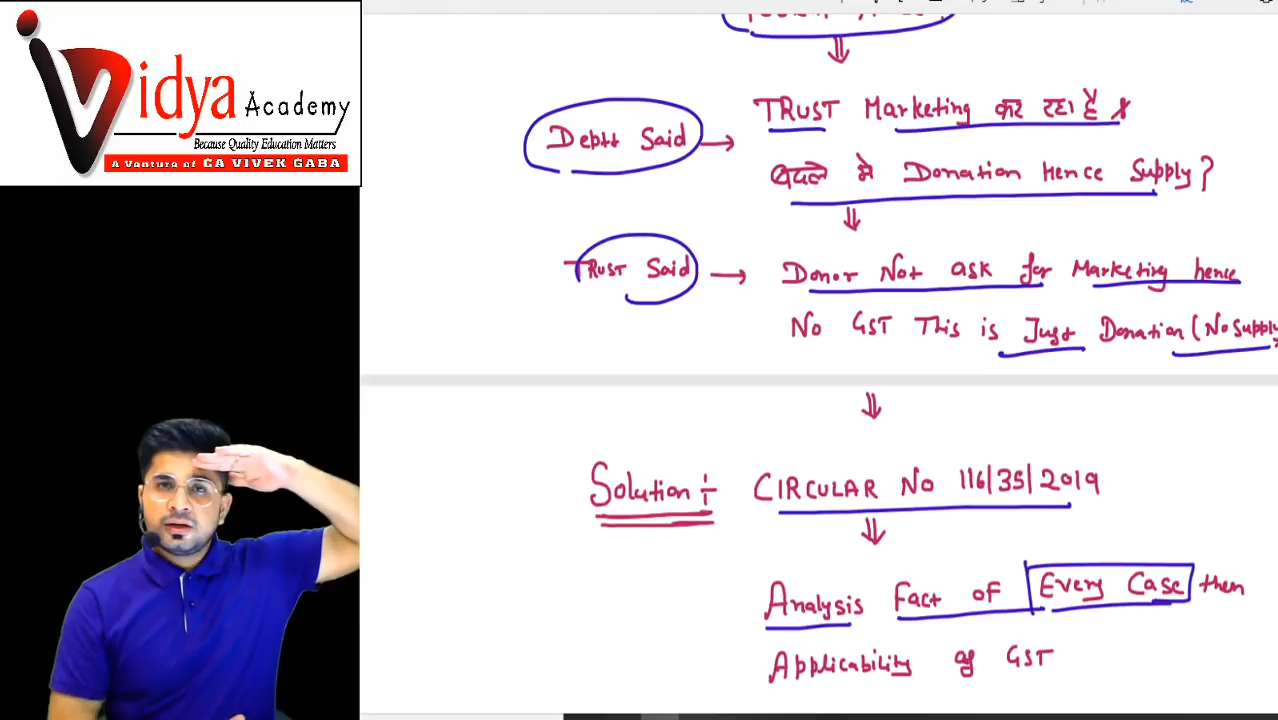 Vidya Academy
Because Quality Education Matters
A Ventura of CA VIVEK GABA
Deptt Said → TRUST Marketing कर रहा है &
बदले मे Donation Hence Supply?
TRUST Said → Donor Not ask for Marketing hence
No GST This is Just Donation (No Supply
Solution :- CIRCULAR No 116/35/2019
Analysis Fact of Every Case then
Applicability of GST